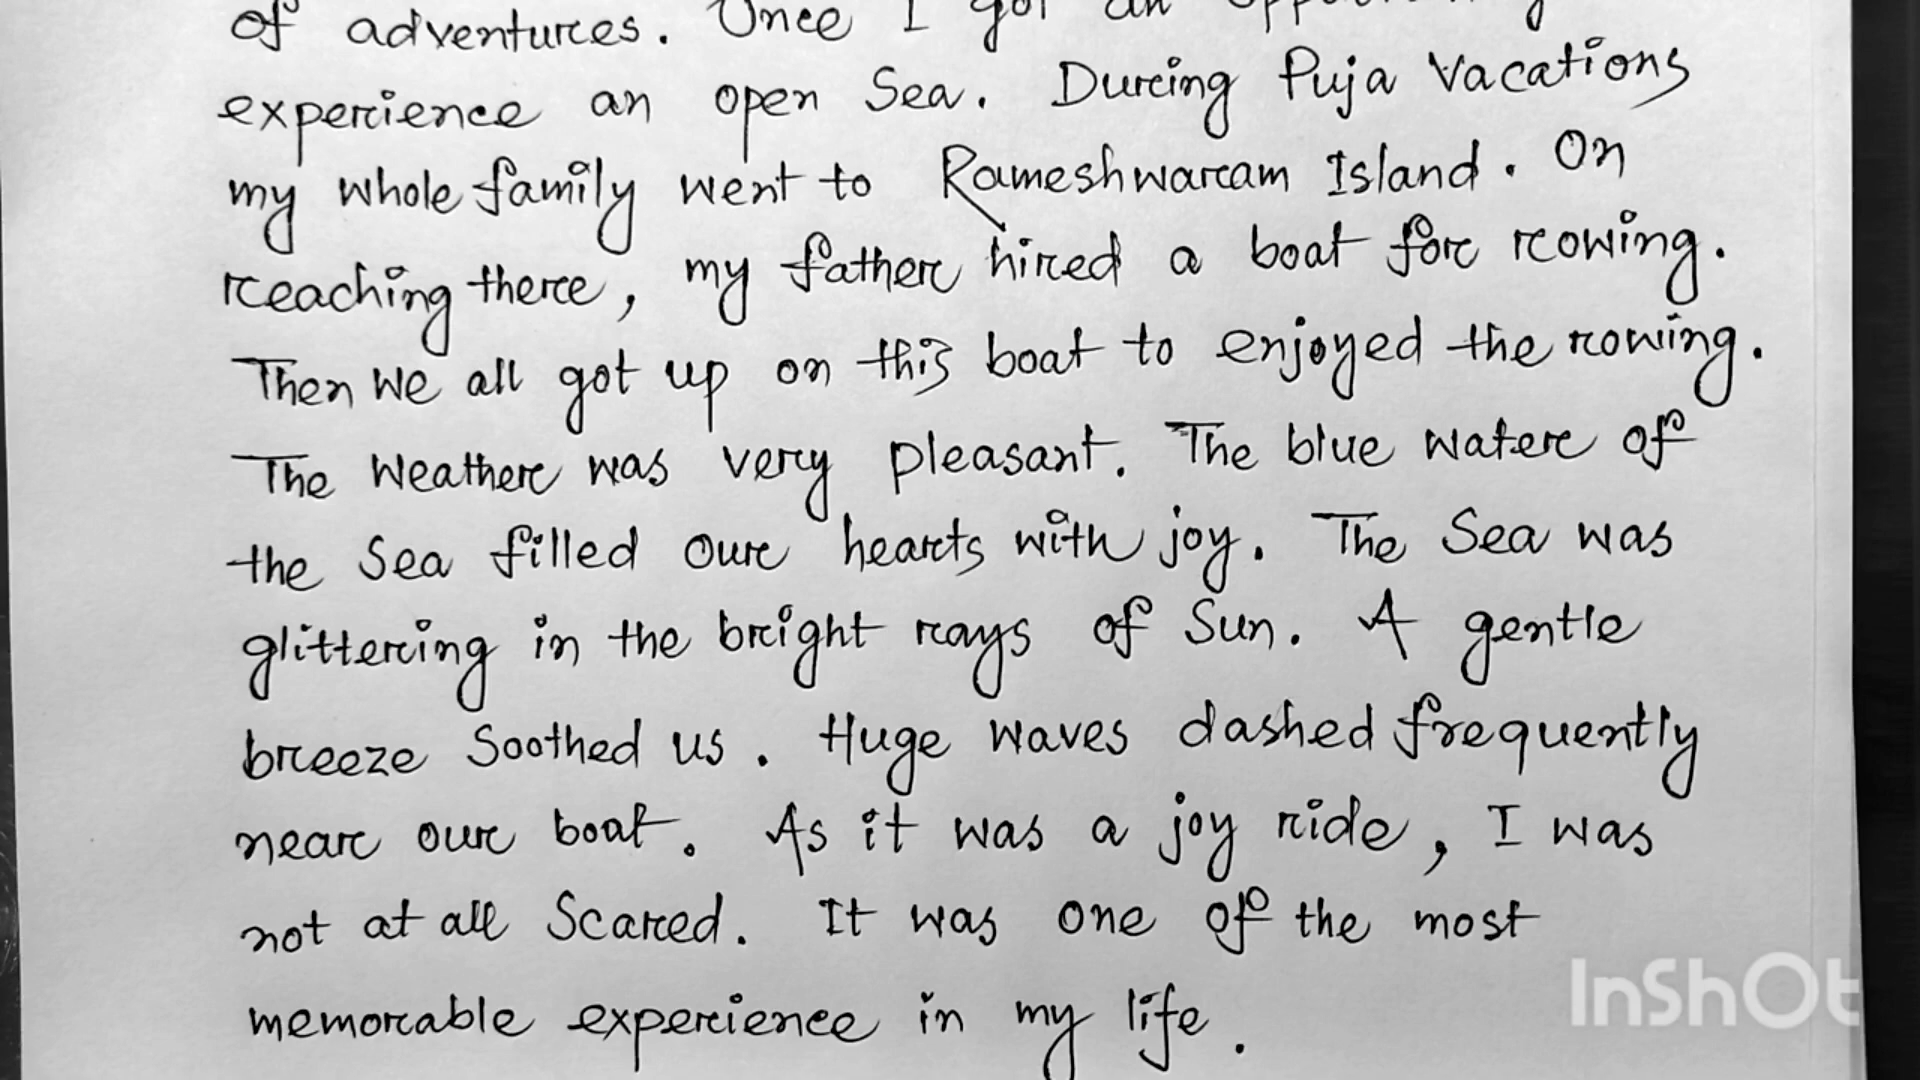 of adventures. Once I got an opportunity
experience an open Sea. During Puja Vacations
my whole family went to Rameshwaram Island. On
reaching there, my father hired a boat for rowing.
Then we all got up on this boat to enjoyed the rowing.
The weather was very pleasant. The blue water of
the Sea filled our hearts with joy. The Sea was
glittering in the bright rays of Sun. A gentle
breeze Soothed us. Huge waves dashed frequently
near our boat. As it was a joy ride, I was
not at all Scared. It was one of the most
memorable experience in my life.
InShOt